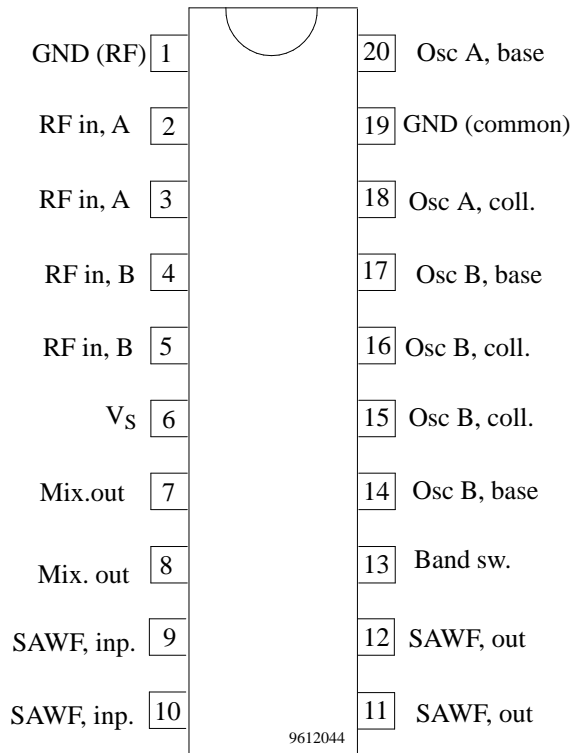 GND (RF) 1 20 Osc A, base
RF in, A 2 19 GND (common)
RF in, A 3 18 Osc A, coll.
RF in, B 4 17 Osc B, base
RF in, B 5 16 Osc B, coll.
VS 6 15 Osc B, coll.
Mix.out 7 14 Osc B, base
Mix. out 8 13 Band sw.
SAWF, inp. 9 12 SAWF, out
SAWF, inp. 10 11 SAWF, out
9612044